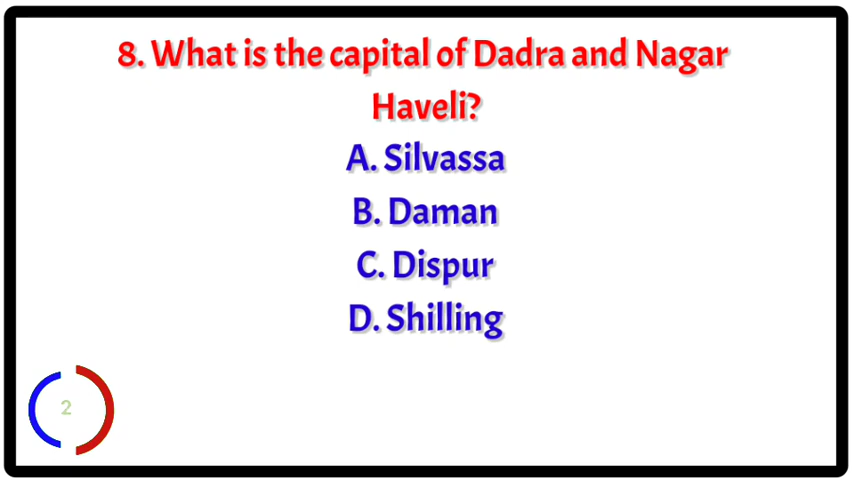 8. What is the capital of Dadra and Nagar
Haveli?
A. Silvassa
B. Daman
C. Dispur
D. Shilling
2